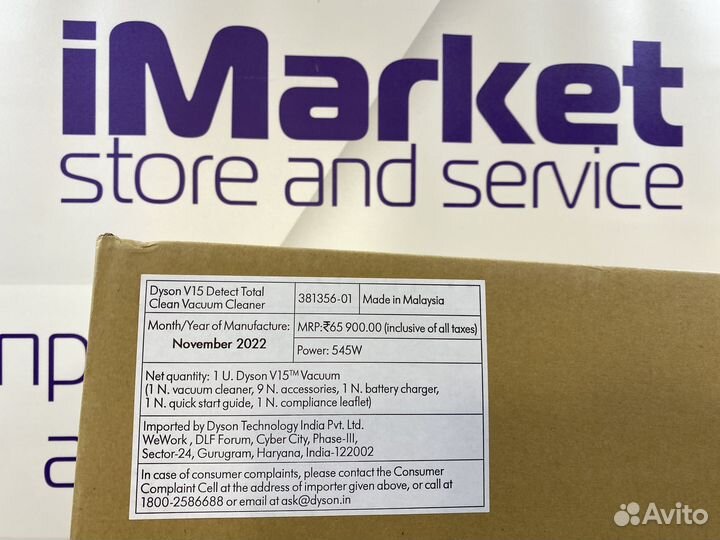 iMarket
store and service
Dyson V15 Detect Total
Clean Vacuum Cleaner
381356-01
Made in Malaysia
Month/Year of Manufacture:
November 2022
MRP:₹65 900.00 (inclusive of all taxes)
Power: 545W
Net quantity: 1 U. Dyson V15™ Vacuum
(1 N. vacuum cleaner, 9 N. accessories, 1 N. battery charger,
1 N. quick start guide, 1 N. compliance leaflet)
Imported by Dyson Technology India Pvt. Ltd.
WeWork , DLF Forum, Cyber City, Phase-III,
Sector-24, Gurugram, Haryana, India-122002
In case of consumer complaints, please contact the Consumer
Complaint Cell at the address of importer given above, or call at
1800-2586688 or email at ask@dyson.in
Avito